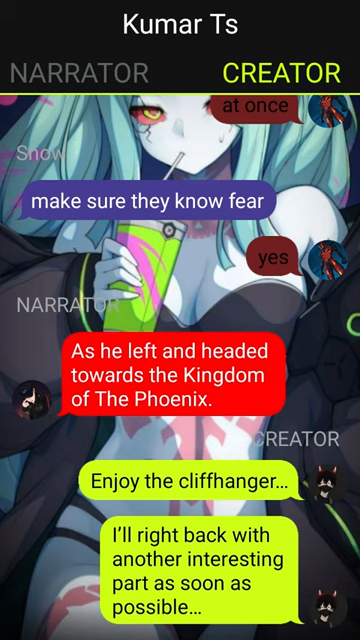 Kumar Ts
NARRATOR
CREATOR
at once
Snow
make sure they know fear
yes
NARRATOR
As he left and headed
towards the Kingdom
of The Phoenix.
CREATOR
Enjoy the cliffhanger...
I’ll right back with
another interesting
part as soon as
possible...